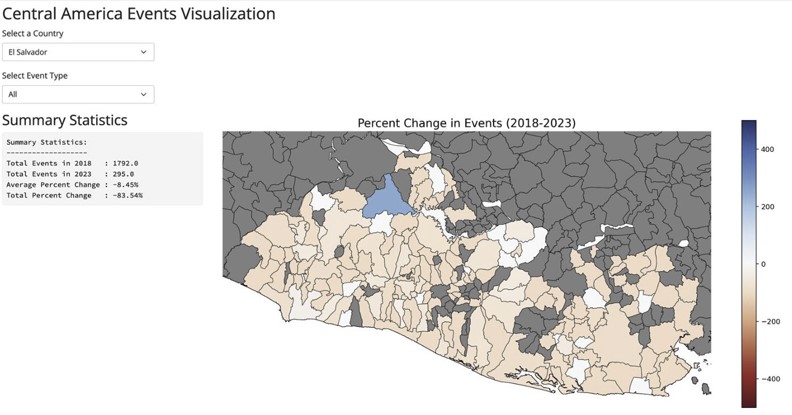 Central America Events Visualization
Select a Country
El Salvador
Select Event Type
All
Summary Statistics
Summary Statistics:
-------------------
Total Events in 2018 : 1792.0
Total Events in 2023 : 295.0
Average Percent Change : -8.45%
Total Percent Change : -83.54%
Percent Change in Events (2018-2023)
400
200
0
−200
−400